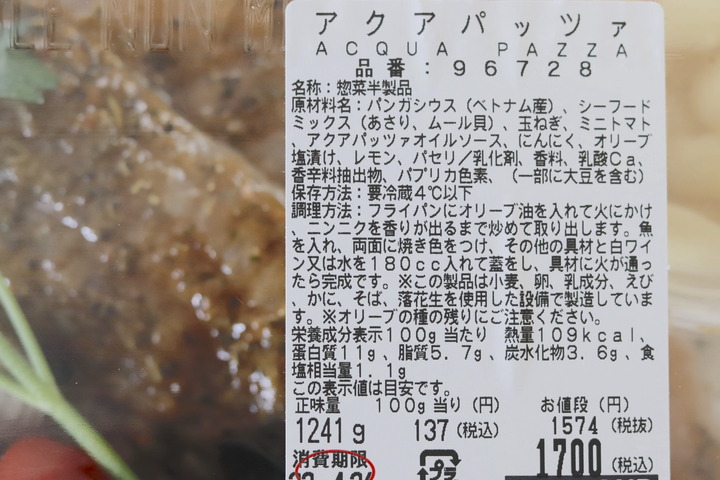 アクアパッツァ
ACQUA PAZZA
品番:96728
名称:惣菜半製品
原材料名:パンガシウス(ベトナム産)、シーフード
ミックス(あさり、ムール貝)、玉ねぎ、ミニトマト
、アクアパッツァオイルソース、にんにく、オリーブ
塩漬け、レモン、パセリ/乳化剤、香料、乳酸Ca、
香辛料抽出物、パプリカ色素、(一部に大豆を含む)
保存方法:要冷蔵4℃以下
調理方法:フライパンにオリーブ油を入れて火にかけ
、ニンニクを香りが出るまで炒めて取り出します。魚
を入れ、両面に焼き色をつけ、その他の具材と白ワイ
ン又は水を180cc入れて蓋をし、具材に火が通っ
たら完成です。※この製品は小麦、卵、乳成分、えび
、かに、そば、落花生を使用した設備で製造していま
す。※オリーブの種の残りにご注意ください。
栄養成分表示100g当たり 熱量109kcal、
蛋白質11g、脂質5.7g、炭水化物3.6g、食
塩相当量1.1g
この表示値は目安です。
正味量 100g当り(円) お値段(円)
1241g 137(税込) 1574(税抜)
消費期限 プラ 1700(税込)